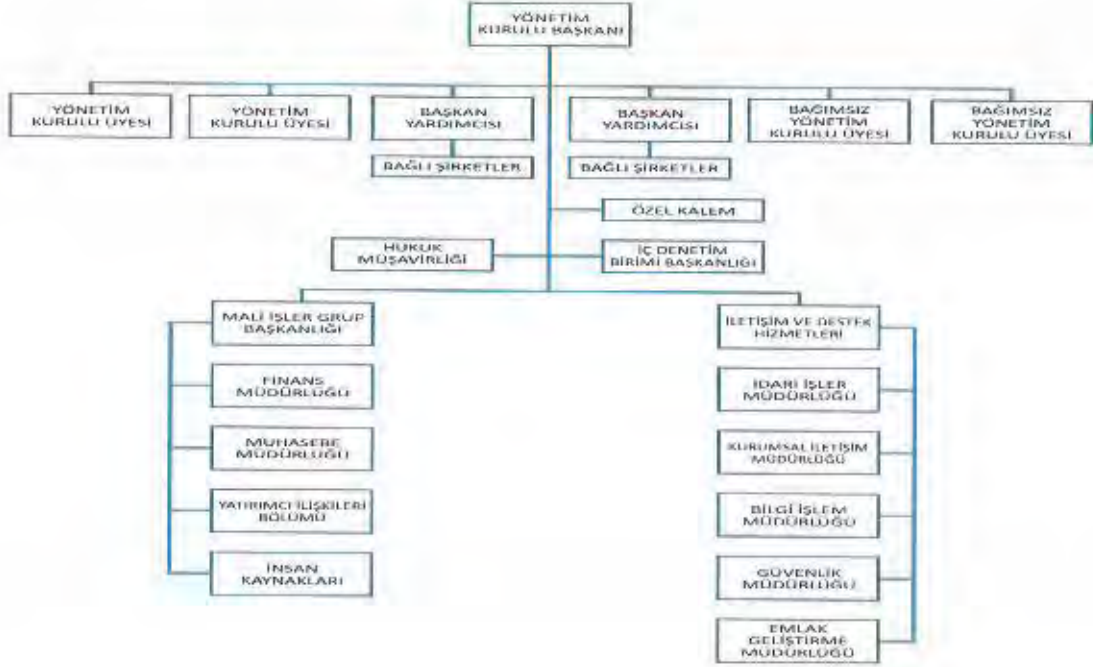 YÖNETİM
KURULU BAŞKANI
YÖNETİM
KURULU ÜYESİ
YÖNETİM
KURULU ÜYESİ
BAŞKAN
YARDIMCISI
BAŞKAN
YARDIMCISI
BAĞIMSIZ
YÖNETİM
KURULU ÜYESİ
BAĞIMSIZ
YÖNETİM
KURULU ÜYESİ
BAĞLI ŞİRKETLER
BAĞLI ŞİRKETLER
ÖZEL KALEM
HUKUK
MÜŞAVİRLİĞİ
İÇ DENETİM
BİRİMİ BAŞKANLIĞI
MALİ İŞLER GRUP
BAŞKANLIĞI
FİNANS
MÜDÜRLÜĞÜ
MUHASEBE
MÜDÜRLÜĞÜ
YATIRIMCI İLİŞKİLERİ
BÖLÜMÜ
İNSAN
KAYNAKLARI
İLETİŞİM VE DESTEK
HİZMETLERİ
İDARİ İŞLER
MÜDÜRLÜĞÜ
KURUMSAL İLETİŞİM
MÜDÜRLÜĞÜ
BİLGİ İŞLEM
MÜDÜRLÜĞÜ
GÜVENLİK
MÜDÜRLÜĞÜ
EMLAK
GELİŞTİRME
MÜDÜRLÜĞÜ